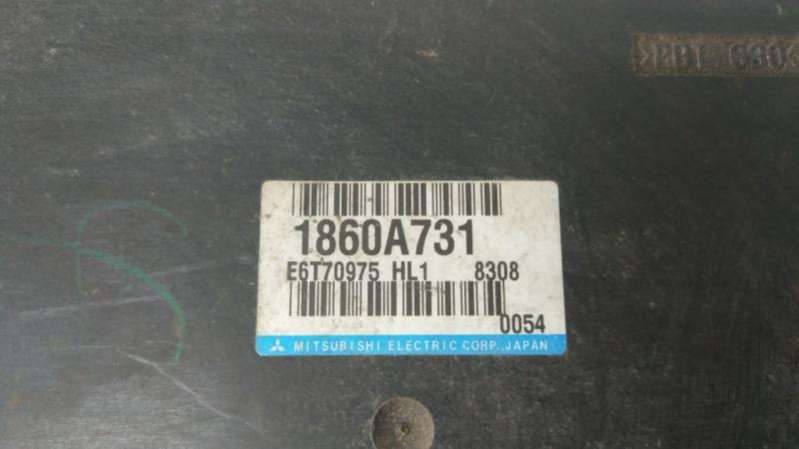 1860A731
E6T70975 HL1 8308
0054
MITSUBISHI ELECTRIC CORP., JAPAN